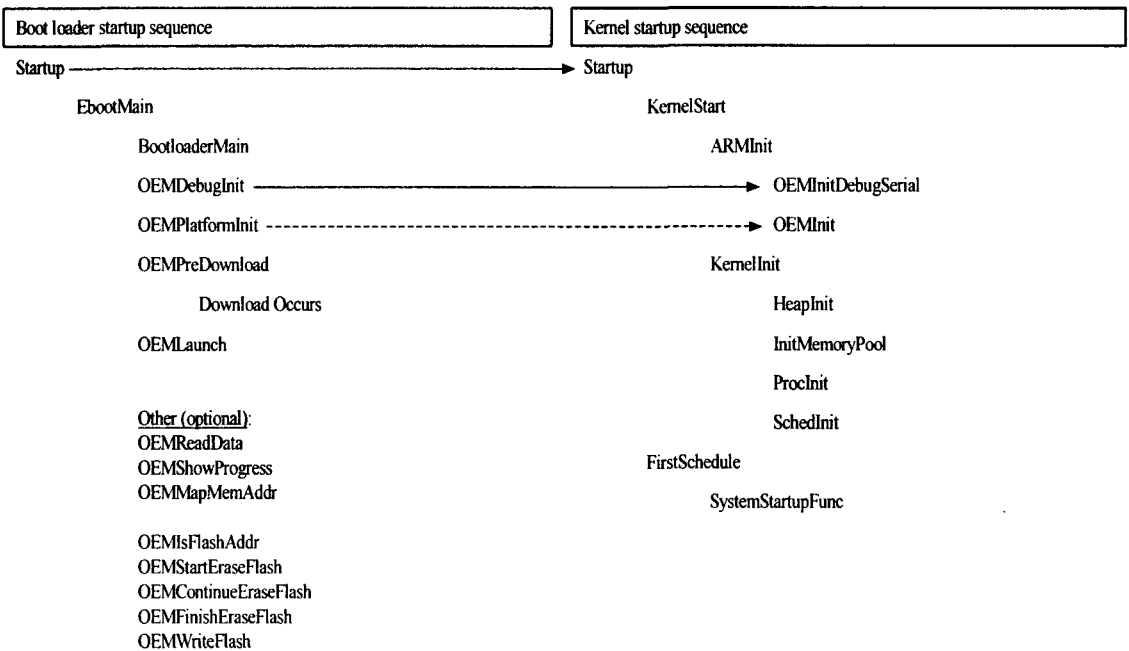 Boot loader startup sequence
Kernel startup sequence
Startup
Startup
EbootMain
KernelStart
BootloaderMain
ARMInit
OEMDebugInit
OEMInitDebugSerial
OEMPlatformInit
OEMInit
OEMPreDownload
KernelInit
Download Occurs
HeapInit
OEMLaunch
InitMemoryPool
ProcInit
Other (optional):
SchedInit
OEMReadData
OEMShowProgress
FirstSchedule
OEMMapMemAddr
SystemStartupFunc
OEMIsFlashAddr
OEMStartEraseFlash
OEMContinueEraseFlash
OEMFinishEraseFlash
OEMWriteFlash